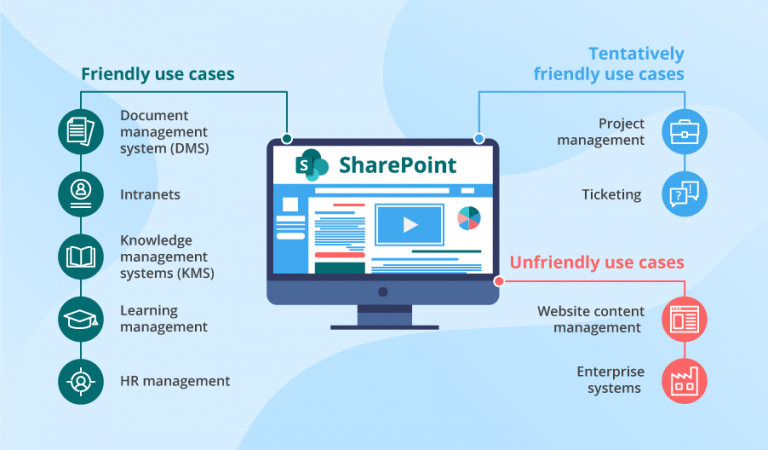 Friendly use cases
Document
management
system (DMS)
Intranets
Knowledge
management
systems (KMS)
Learning
management
HR management
S SharePoint
Tentatively
friendly use cases
Project
management
Ticketing
?
!
Unfriendly use cases
Website content
management
Enterprise
systems